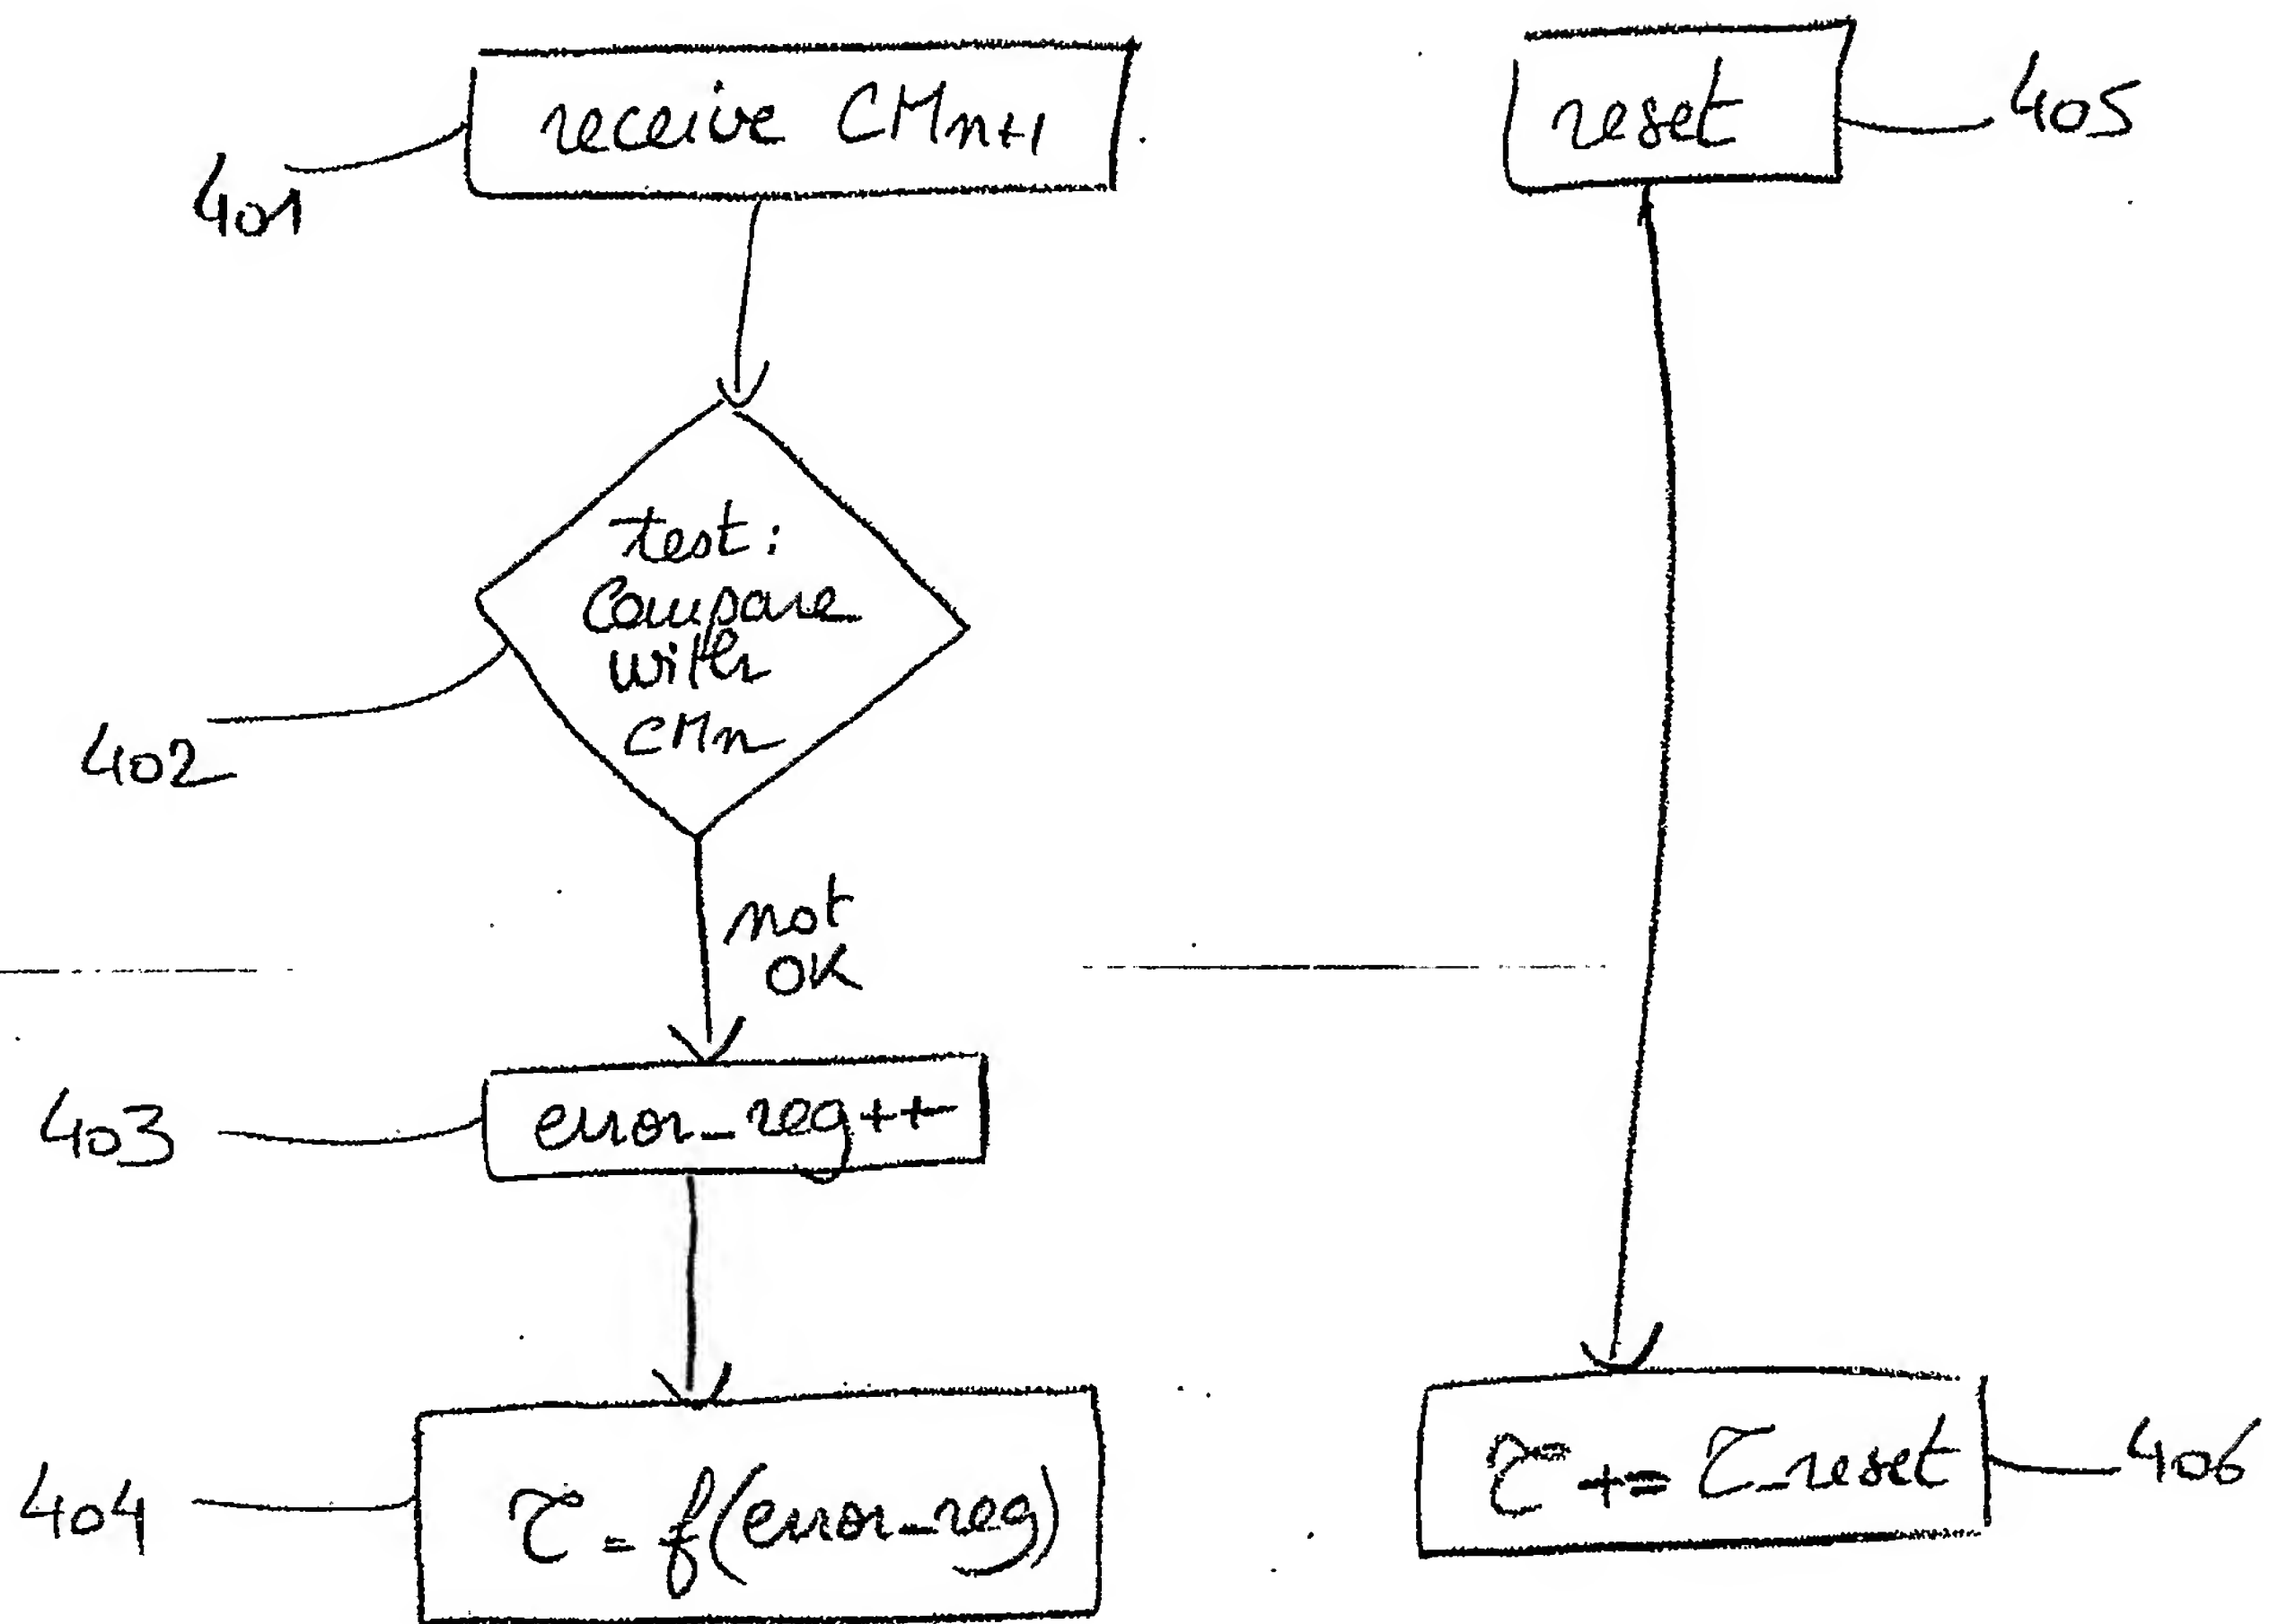 receive CMn+1
401
reset
405
test:
Compare
with
CMn
402
not
OK
403
error_reg++
404
τ = f(error_reg)
τ += τ_reset
406